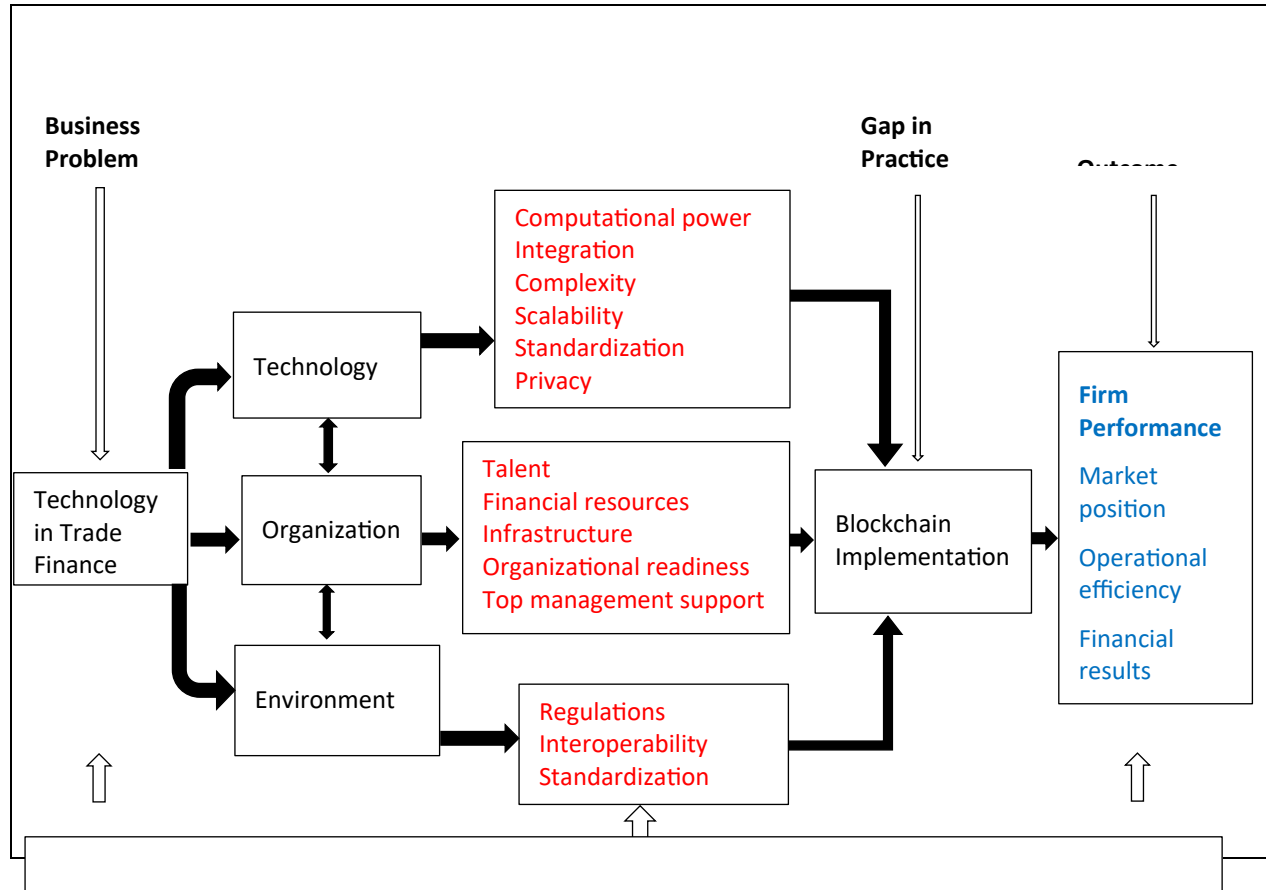 Business
Problem
Gap in
Practice
Technology
in Trade
Finance
Technology
Organization
Environment
Computational power
Integration
Complexity
Scalability
Standardization
Privacy
Talent
Financial resources
Infrastructure
Organizational readiness
Top management support
Regulations
Interoperability
Standardization
Blockchain
Implementation
Firm
Performance
Market
position
Operational
efficiency
Financial
results